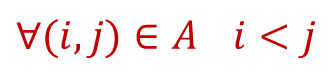 ∀(i, j) ∈ A i < j